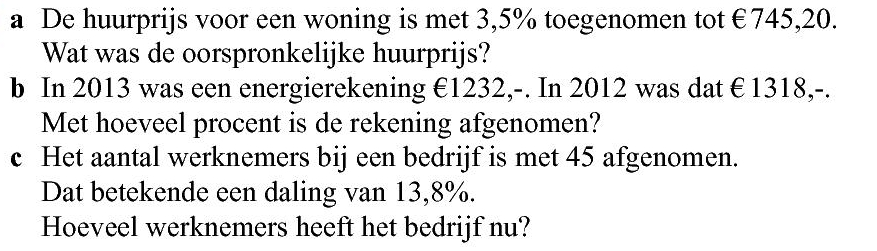 a De huurprijs voor een woning is met 3,5% toegenomen tot €745,20.
Wat was de oorspronkelijke huurprijs?
b In 2013 was een energierekening €1232,-. In 2012 was dat €1318,-.
Met hoeveel procent is de rekening afgenomen?
c Het aantal werknemers bij een bedrijf is met 45 afgenomen.
Dat betekende een daling van 13,8%.
Hoeveel werknemers heeft het bedrijf nu?